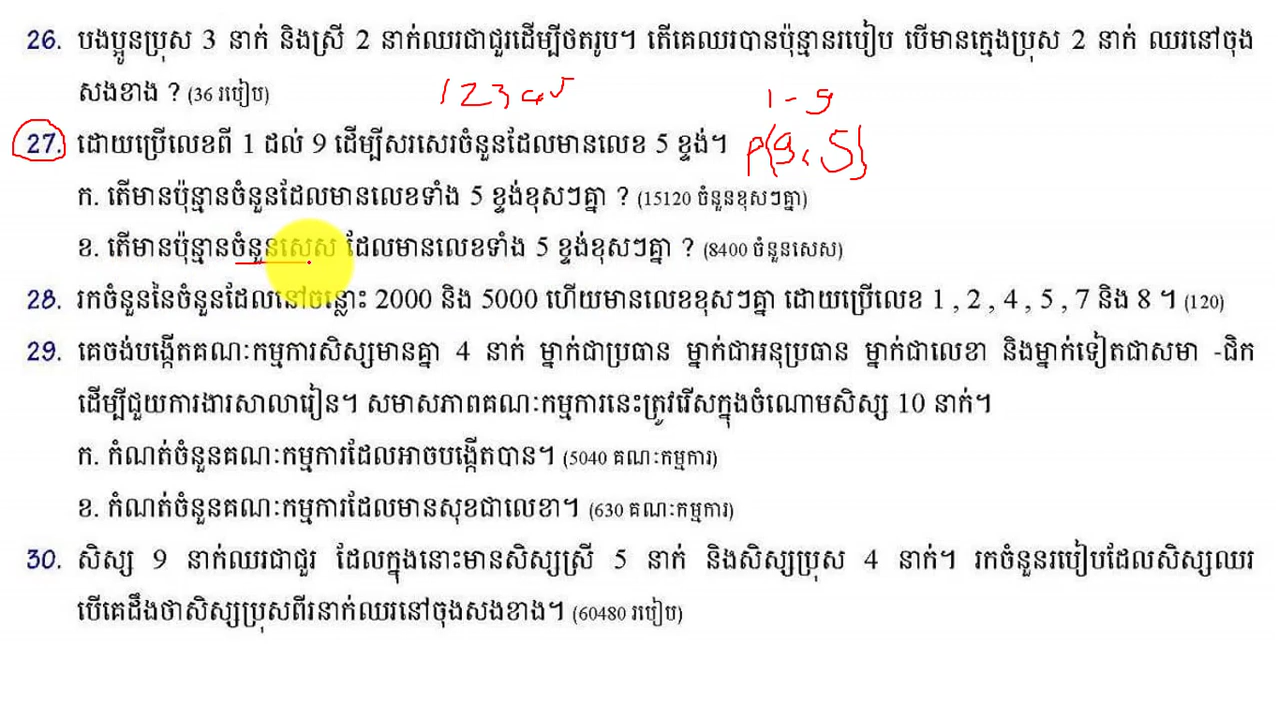 26. បងប្អូនប្រុស 3 នាក់ និងស្រី 2 នាក់ឈរជាជួរដើម្បីថតរូប។ តើគេឈរបានប៉ុន្មានរបៀប បើមានក្មេងប្រុស 2 នាក់ ឈរនៅចុង
សងខាង ? (36 របៀប) 1 2 3 4 5 1 - 9
27. ដោយប្រើលេខពី 1 ដល់ 9 ដើម្បីសរសេរចំនួនដែលមានលេខ 5 ខ្ទង់។ P(9, 5)
ក. តើមានប៉ុន្មានចំនួនដែលមានលេខទាំង 5 ខ្ទង់ខុសៗគ្នា ? (15120 ចំនួនខុសៗគ្នា)
ខ. តើមានប៉ុន្មានចំនួនសេស ដែលមានលេខទាំង 5 ខ្ទង់ខុសៗគ្នា ? (8400 ចំនួនសេស)
28. រកចំនួននៃចំនួនដែលនៅចន្លោះ 2000 និង 5000 ហើយមានលេខខុសៗគ្នា ដោយប្រើលេខ 1 , 2 , 4 , 5 , 7 និង 8 ។ (120)
29. គេចង់បង្កើតគណៈកម្មការសិស្សមានគ្នា 4 នាក់ ម្នាក់ជាប្រធាន ម្នាក់ជាអនុប្រធាន ម្នាក់ជាលេខា និងម្នាក់ទៀតជាសមា -ជិក
ដើម្បីជួយការងារសាលារៀន។ សមាសភាពគណៈកម្មការនេះត្រូវរើសក្នុងចំណោមសិស្ស 10 នាក់។
ក. កំណត់ចំនួនគណៈកម្មការដែលអាចបង្កើតបាន។ (5040 គណៈកម្មការ)
ខ. កំណត់ចំនួនគណៈកម្មការដែលមានសុខជាលេខា។ (630 គណៈកម្មការ)
30. សិស្ស 9 នាក់ឈរជាជួរ ដែលក្នុងនោះមានសិស្សស្រី 5 នាក់ និងសិស្សប្រុស 4 នាក់។ រកចំនួនរបៀបដែលសិស្សឈរ
បើគេដឹងថាសិស្សប្រុសពីរនាក់ឈរនៅចុងសងខាង។ (60480 របៀប)